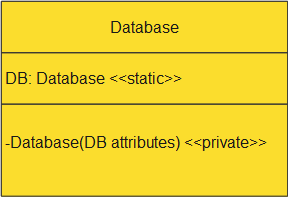 Database
DB: Database <<static>>
-Database(DB attributes) <<private>>